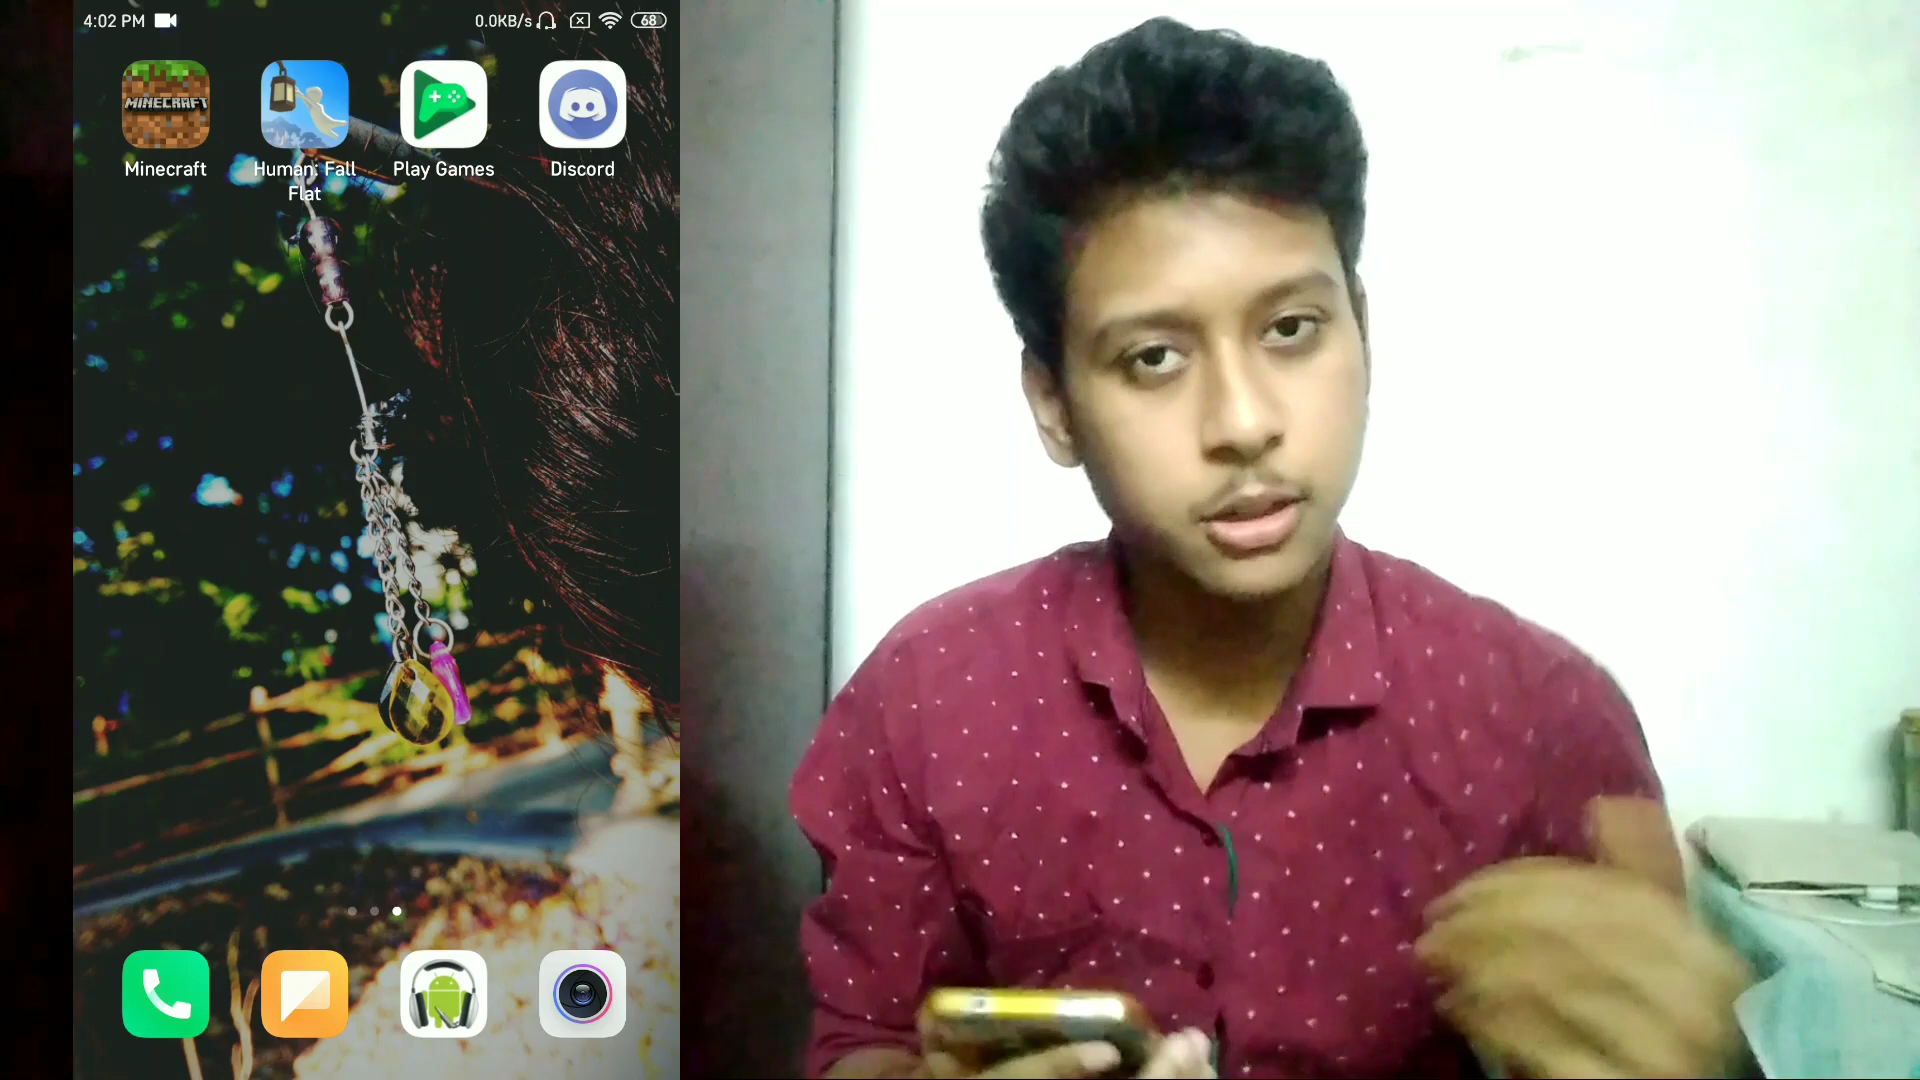 4:02 PM
0.0KB/s
68
MINECRAFT
Minecraft
Human: Fall
Flat
Play Games
Discord